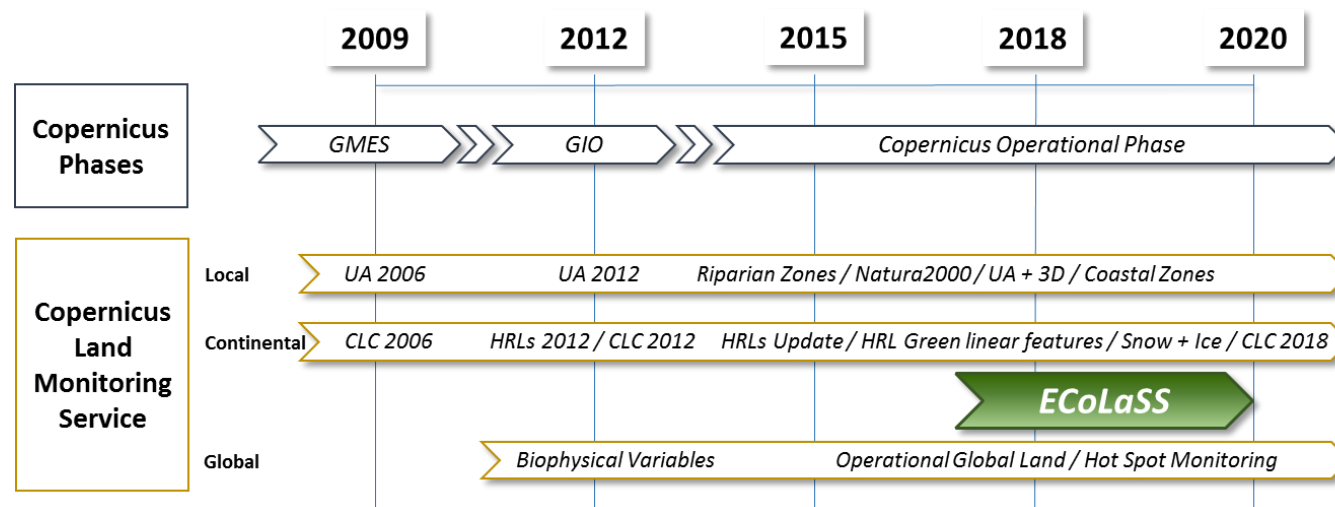 2009 2012 2015 2018 2020
Copernicus
Phases
GMES GIO Copernicus Operational Phase
Copernicus
Land
Monitoring
Service
Local UA 2006 UA 2012 Riparian Zones / Natura2000 / UA + 3D / Coastal Zones
Continental CLC 2006 HRLs 2012 / CLC 2012 HRLs Update / HRL Green linear features / Snow + Ice / CLC 2018
ECoLaSS
Global Biophysical Variables Operational Global Land / Hot Spot Monitoring